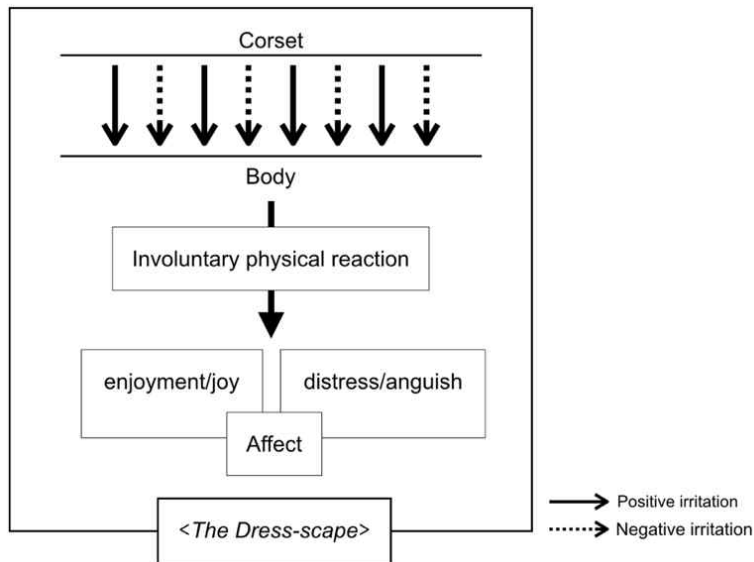 Corset
Body
Involuntary physical reaction
enjoyment/joy
distress/anguish
Affect
<The Dress-scape>
Positive irritation
Negative irritation